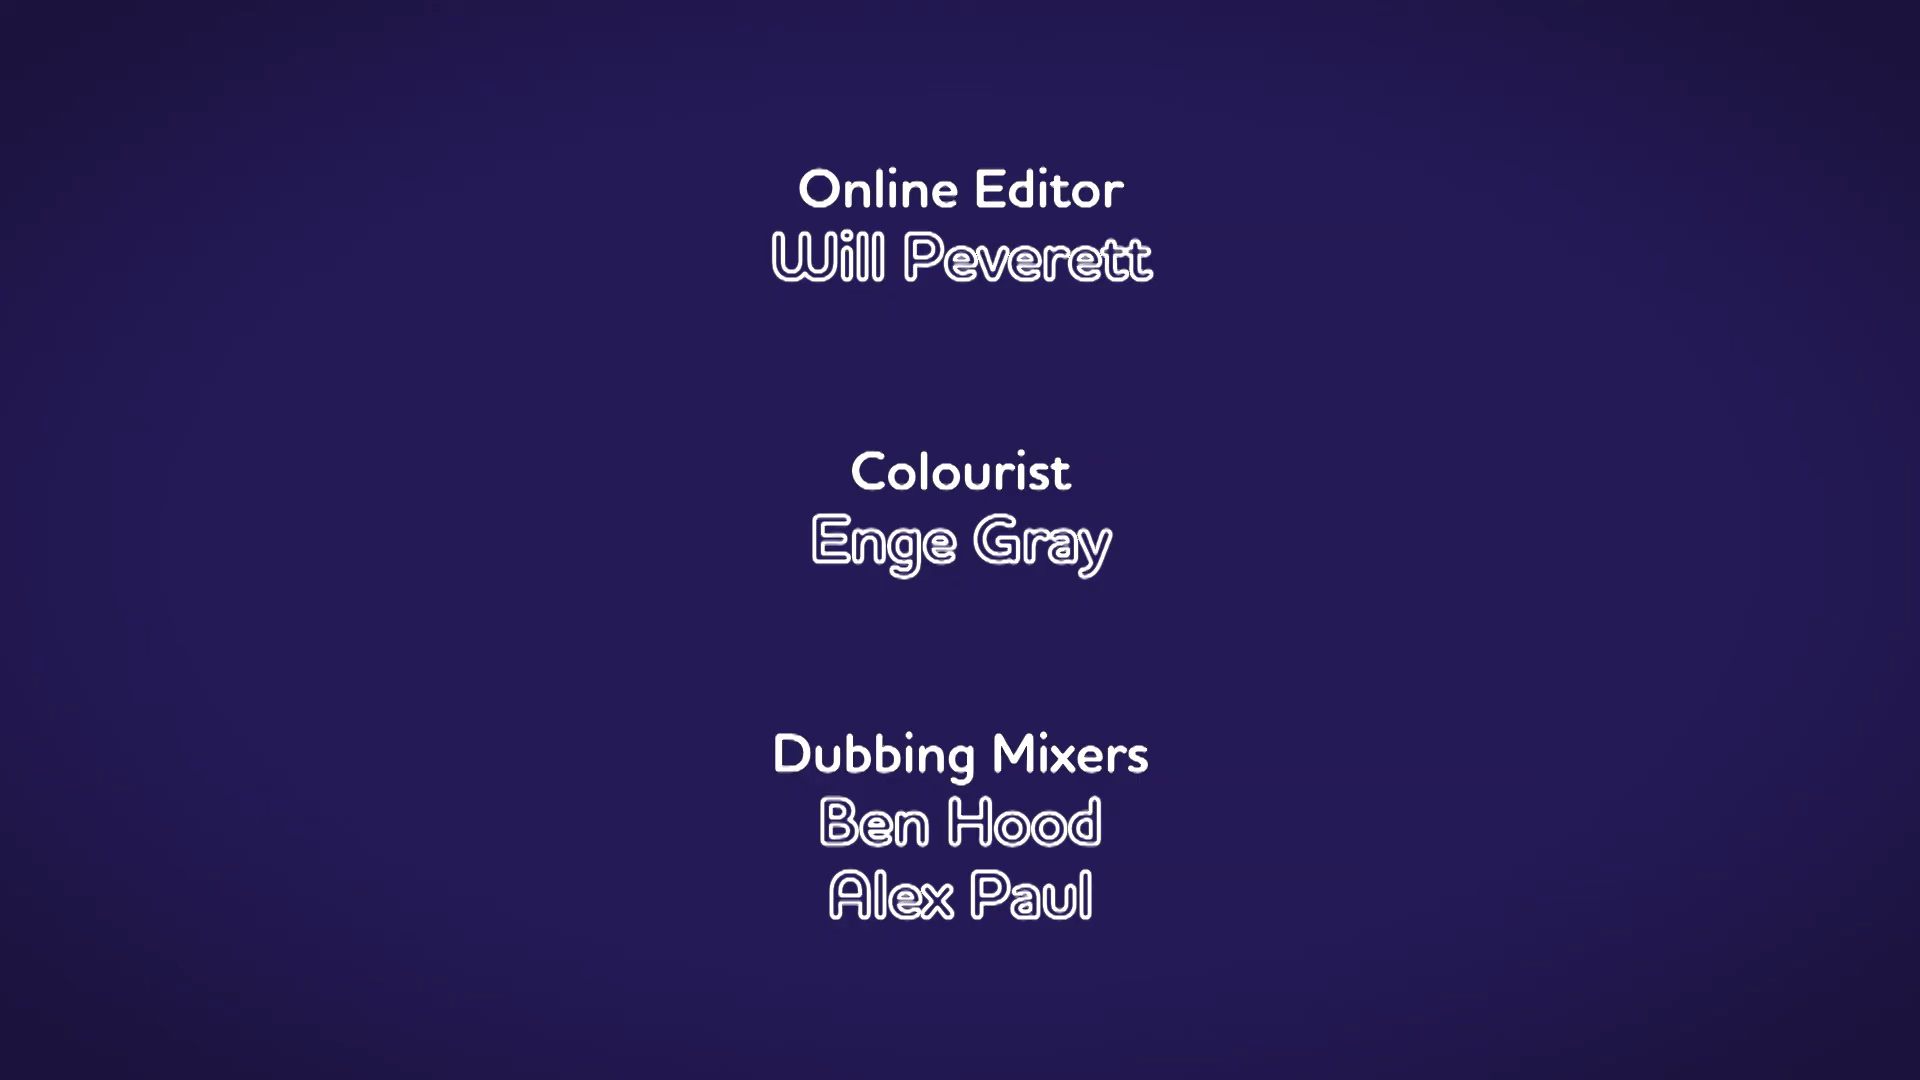 Online Editor
Will Peverett
Colourist
Enge Gray
Dubbing Mixers
Ben Hood
Alex Paul